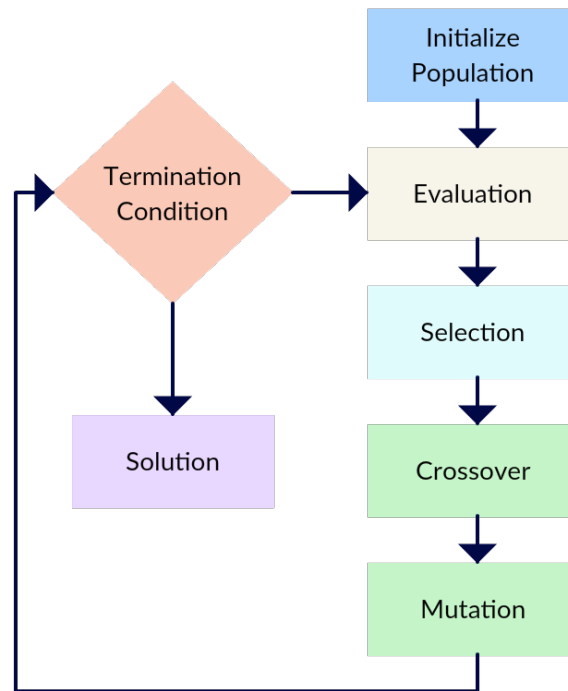 Initialize
Population
Termination
Condition
Evaluation
Selection
Crossover
Solution
Mutation